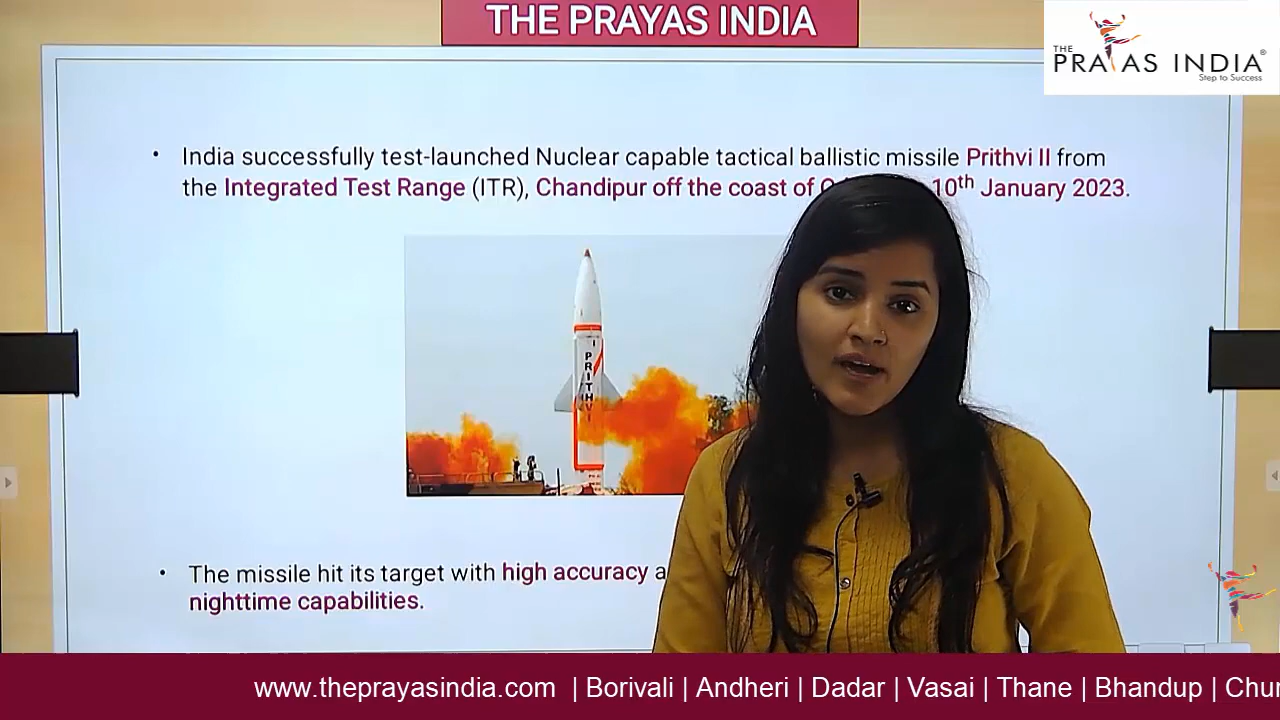 THE PRAYAS INDIA
THE
PRAYAS INDIA®
Step to Success
• India successfully test-launched Nuclear capable tactical ballistic missile Prithvi II from
the Integrated Test Range (ITR), Chandipur off the coast of 10th January 2023.
PRITHVI
• The missile hit its target with high accuracy a
nighttime capabilities.
www.theprayasindia.com | Borivali | Andheri | Dadar | Vasai | Thane | Bhandup |